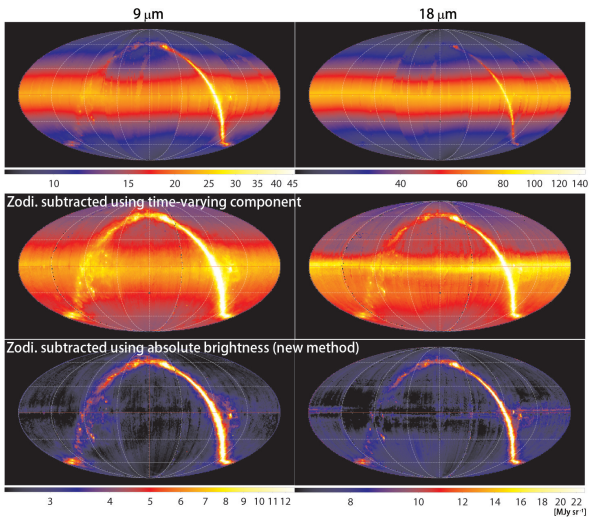 9 μm
18 μm
10 15 20 25 30 35 40 45
40 60 80 100 120 140
Zodi. subtracted using time-varying component
Zodi. subtracted using absolute brightness (new method)
3 4 5 6 7 8 9 10 11 12
8 10 12 14 16 18 20 22
[MJy sr⁻¹]